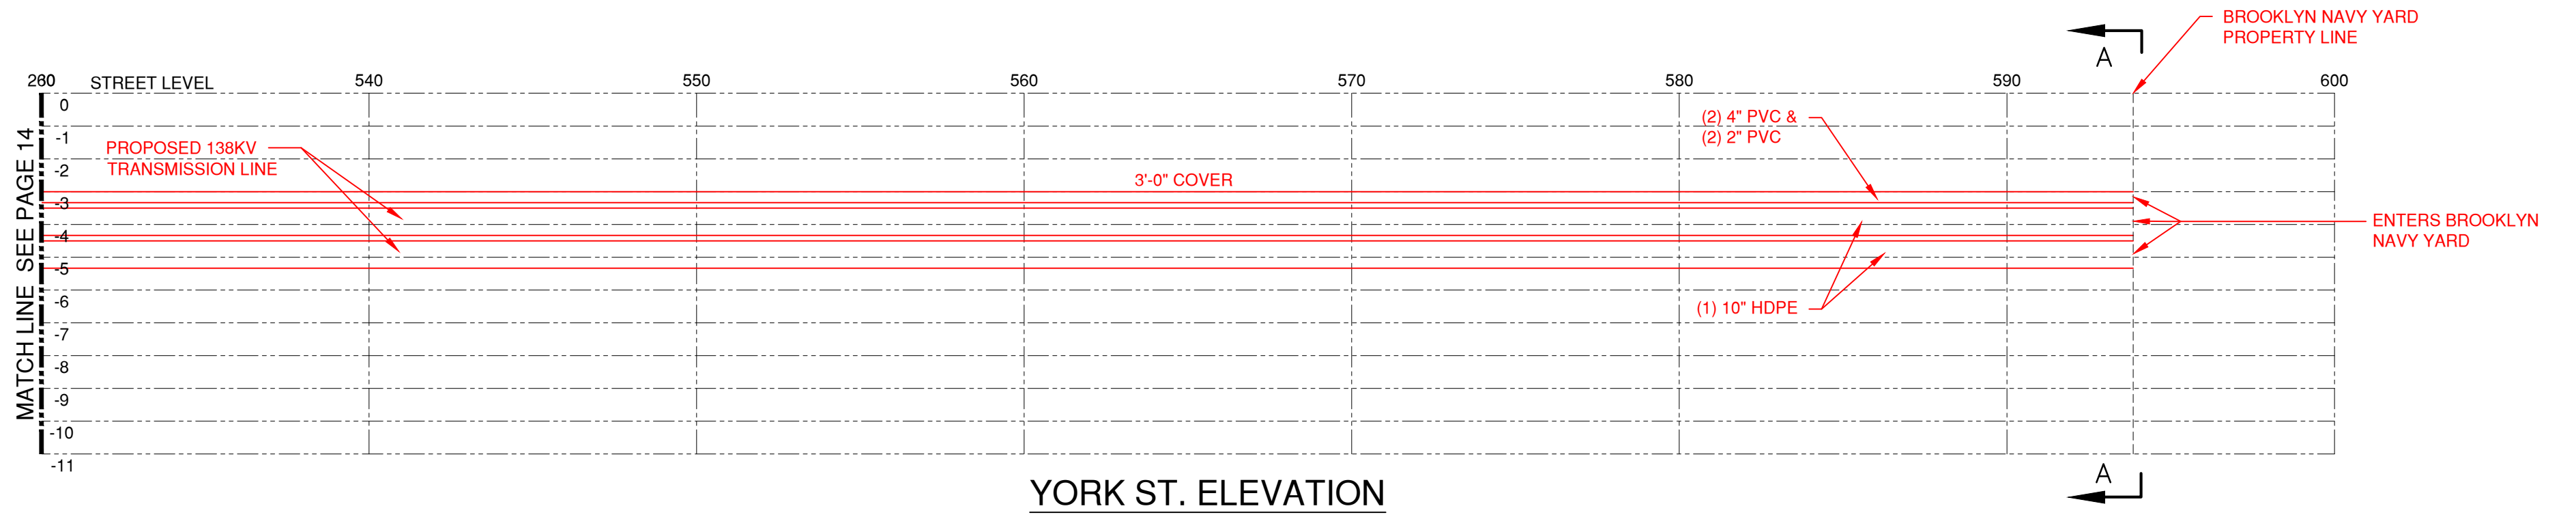 BROOKLYN NAVY YARD
PROPERTY LINE
A
STREET LEVEL
540
550
560
570
580
590
600
0
-1
-2
-3
-4
-5
-6
-7
-8
-9
-10
-11
MATCH LINE SEE PAGE 14
PROPOSED 138KV
TRANSMISSION LINE
3'-0" COVER
(2) 4" PVC &
(2) 2" PVC
ENTERS BROOKLYN
NAVY YARD
(1) 10" HDPE
A
YORK ST. ELEVATION